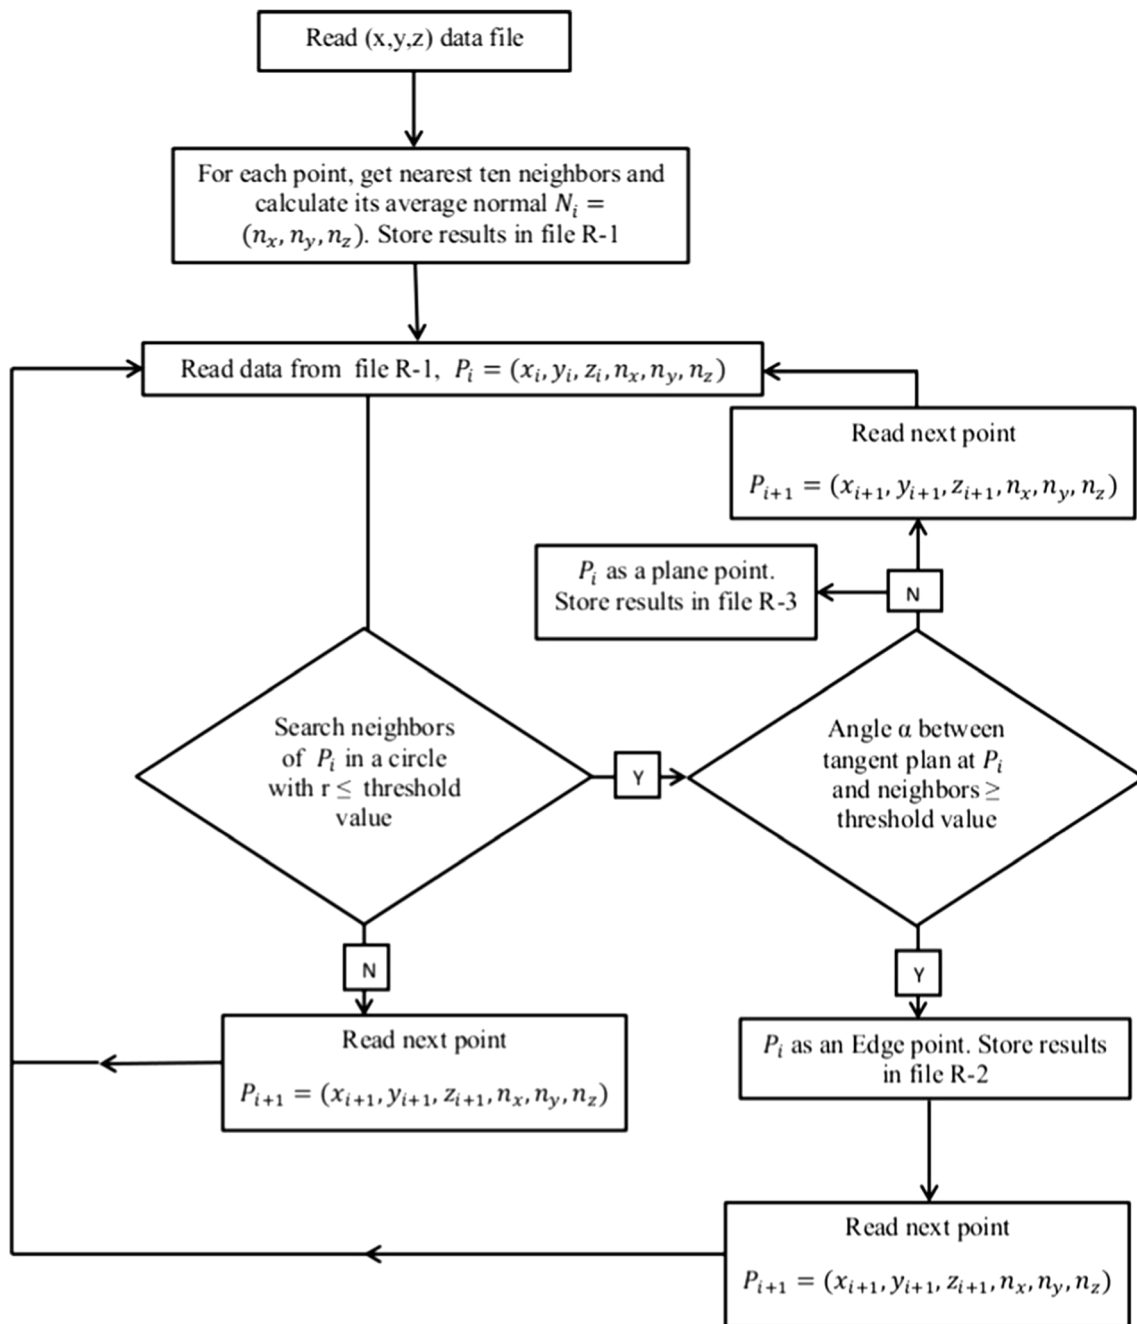 Read (x,y,z) data file
For each point, get nearest ten neighbors and
calculate its average normal Nᵢ =
(nₓ, n_y, n_z). Store results in file R-1
Read data from file R-1, Pᵢ = (xᵢ, yᵢ, zᵢ, nₓ, n_y, n_z)
Read next point
Pᵢ₊₁ = (xᵢ₊₁, yᵢ₊₁, zᵢ₊₁, nₓ, n_y, n_z)
Pᵢ as a plane point.
Store results in file R-3
N
Search neighbors
of Pᵢ in a circle
with r ≤ threshold
value
Y
Angle α between
tangent plan at Pᵢ
and neighbors ≥
threshold value
N
Y
Read next point
Pᵢ₊₁ = (xᵢ₊₁, yᵢ₊₁, zᵢ₊₁, nₓ, n_y, n_z)
Pᵢ as an Edge point. Store results
in file R-2
Read next point
Pᵢ₊₁ = (xᵢ₊₁, yᵢ₊₁, zᵢ₊₁, nₓ, n_y, n_z)